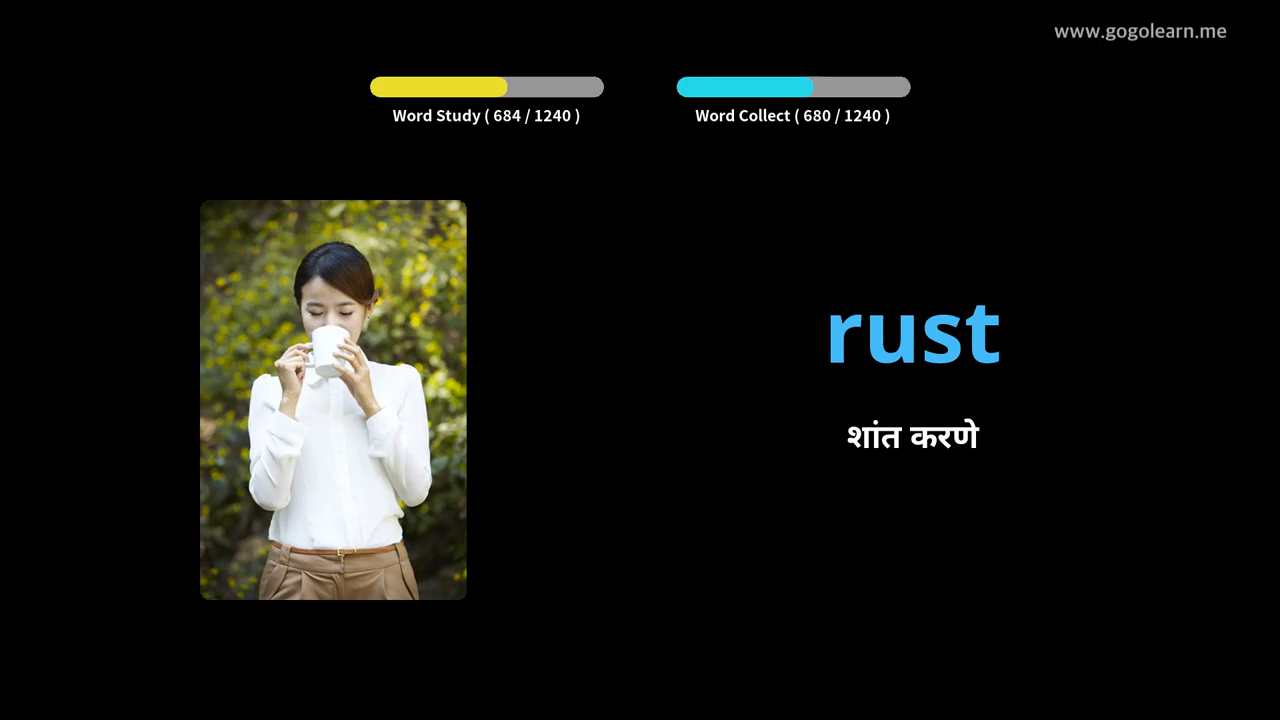 www.gogolearn.me
Word Study ( 684 / 1240 )
Word Collect ( 680 / 1240 )
rust
शांत करणे